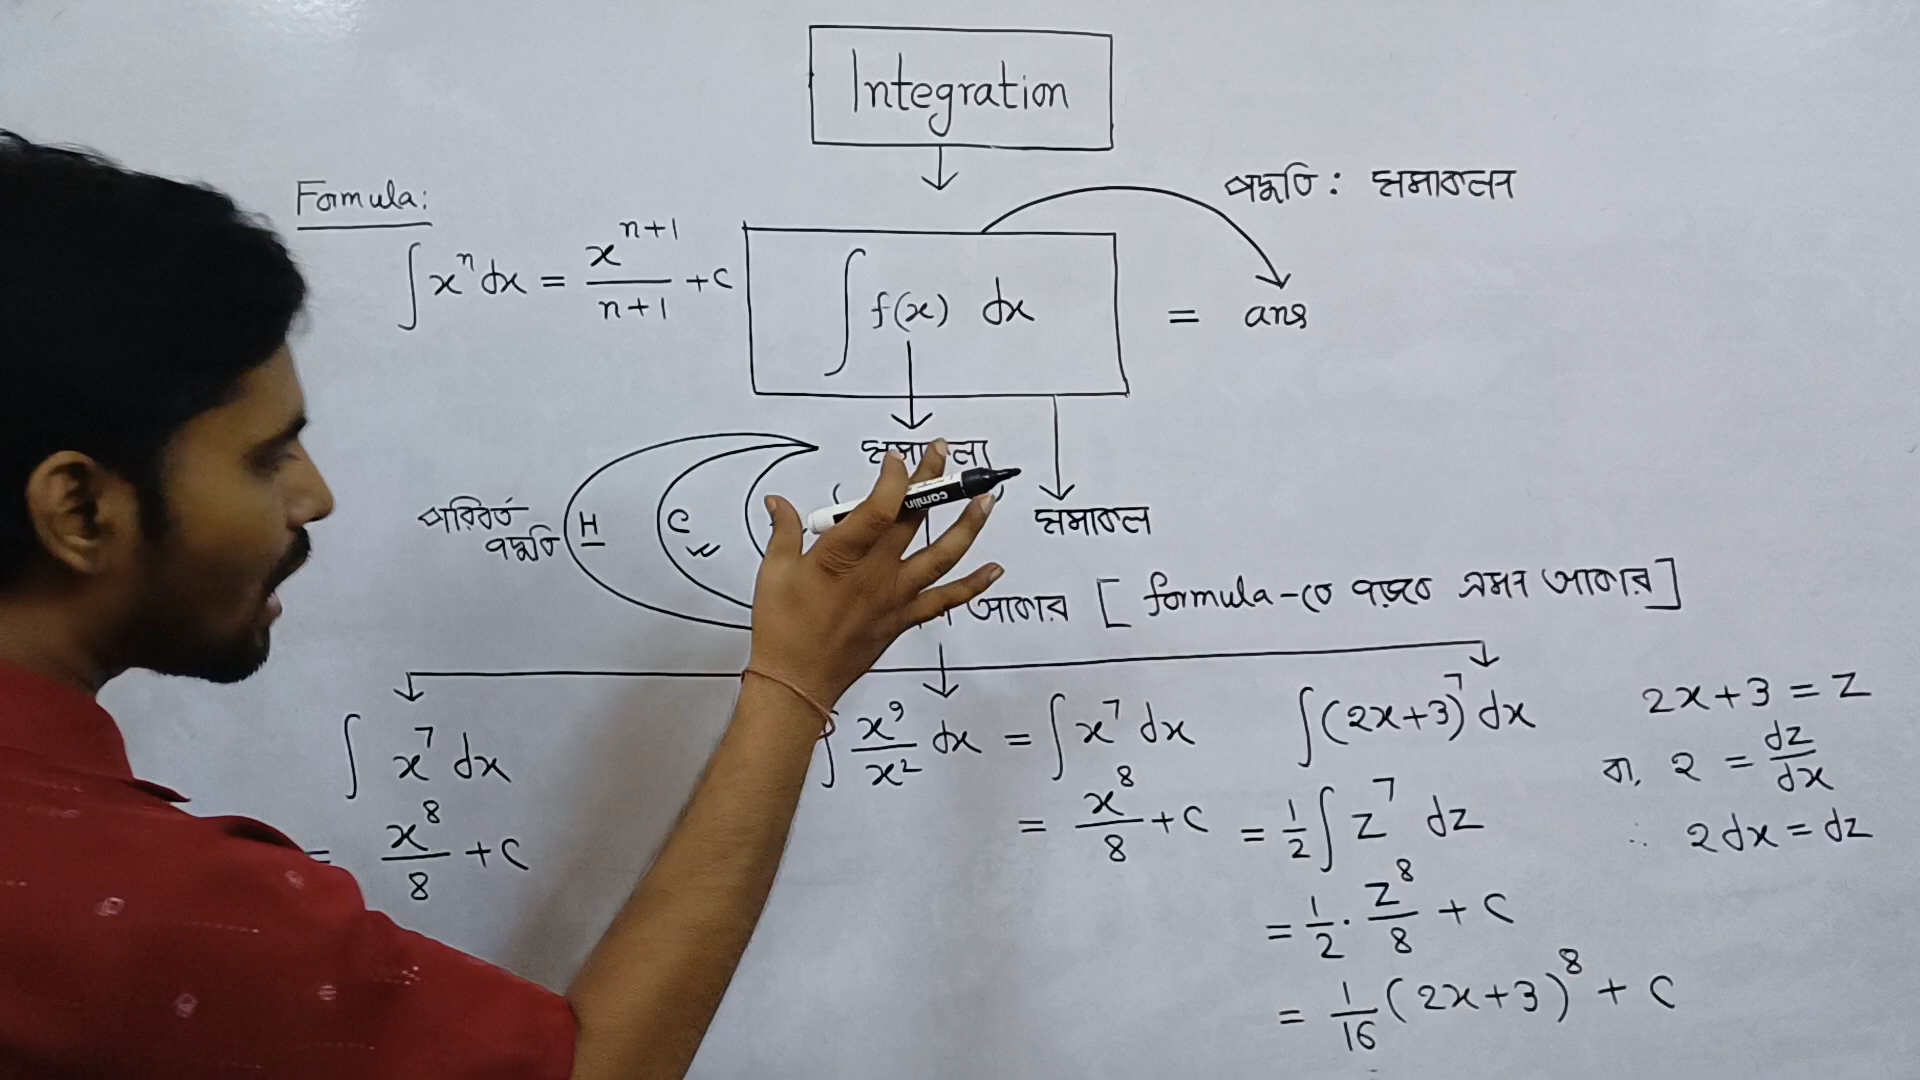 Integration
পদ্ধতি : সমাকলন
Formula:
∫ xⁿ dx = xⁿ⁺¹/n+1 + c
∫ f(x) dx = ans
পরিবর্ত পদ্ধতি
H
C
camlin
সমাকল
আকার [ formula-তে বসবে এমন আকার ]
∫ x⁷ dx
= x⁸/8 + c
∫ x⁹/x² dx = ∫ x⁷ dx
= x⁸/8 + c
∫ (2x+3)⁷ dx
= 1/2 ∫ z⁷ dz
= 1/2 · z⁸/8 + c
= 1/16 (2x+3)⁸ + c
2x+3 = z
বা, 2 = dz/dx
∴ 2dx = dz